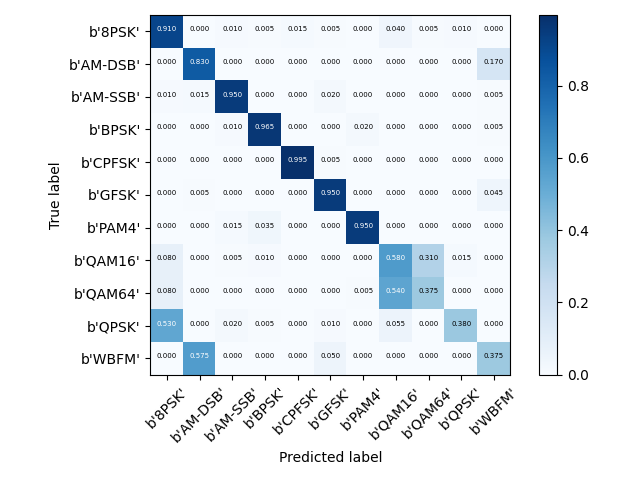 b'8PSK' 0.910 0.000 0.010 0.005 0.015 0.005 0.000 0.040 0.005 0.010 0.000
b'AM-DSB' 0.000 0.830 0.000 0.000 0.000 0.000 0.000 0.000 0.000 0.000 0.170
b'AM-SSB' 0.010 0.015 0.950 0.000 0.000 0.020 0.000 0.000 0.000 0.000 0.005
b'BPSK' 0.000 0.000 0.010 0.965 0.000 0.000 0.020 0.000 0.000 0.000 0.005
b'CPFSK' 0.000 0.000 0.000 0.000 0.995 0.005 0.000 0.000 0.000 0.000 0.000
b'GFSK' 0.000 0.005 0.000 0.000 0.000 0.950 0.000 0.000 0.000 0.000 0.045
b'PAM4' 0.000 0.000 0.015 0.035 0.000 0.000 0.950 0.000 0.000 0.000 0.000
b'QAM16' 0.080 0.000 0.005 0.010 0.000 0.000 0.000 0.580 0.310 0.015 0.000
b'QAM64' 0.080 0.000 0.000 0.000 0.000 0.000 0.005 0.540 0.375 0.000 0.000
b'QPSK' 0.530 0.000 0.020 0.005 0.000 0.010 0.000 0.055 0.000 0.380 0.000
b'WBFM' 0.000 0.575 0.000 0.000 0.000 0.050 0.000 0.000 0.000 0.000 0.375
b'8PSK' b'AM-DSB' b'AM-SSB' b'BPSK' b'CPFSK' b'GFSK' b'PAM4' b'QAM16' b'QAM64' b'QPSK' b'WBFM'
True label
Predicted label
0.8
0.6
0.4
0.2
0.0